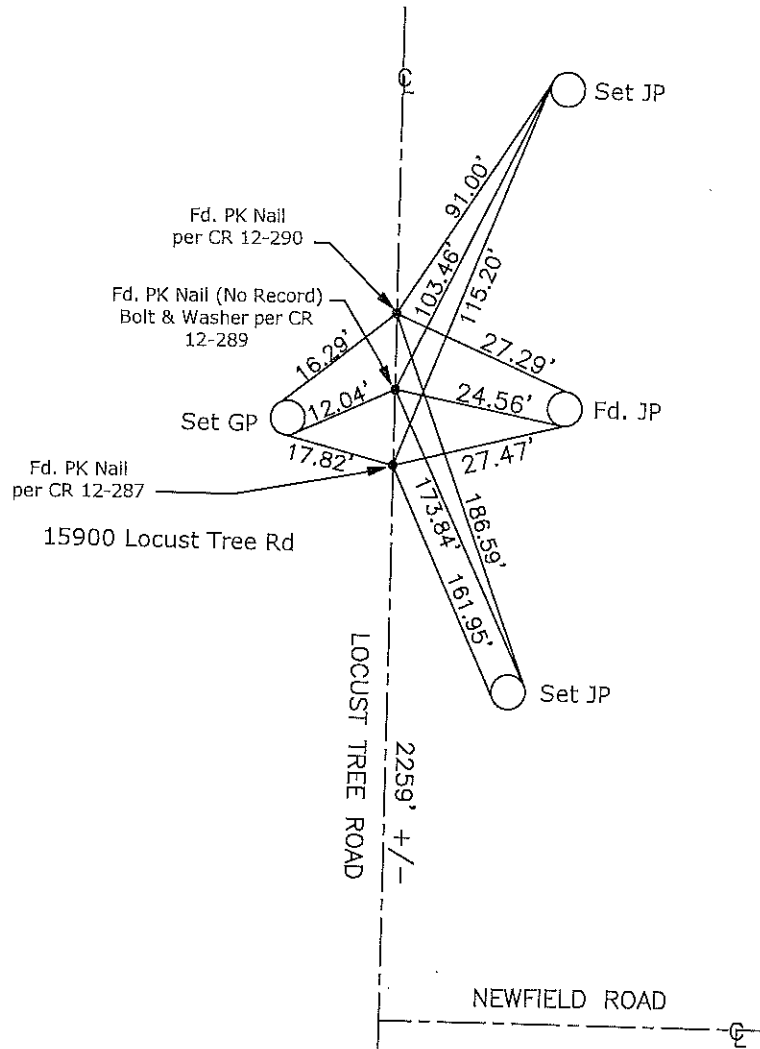 ℄
Set JP
91.00'
Fd. PK Nail
per CR 12-290
103.46'
115.20'
Fd. PK Nail (No Record)
Bolt & Washer per CR
12-289
16.29'
27.29'
12.04'
24.56'
Set GP
Fd. JP
17.82'
27.47'
Fd. PK Nail
per CR 12-287
173.84'
186.59'
15900 Locust Tree Rd
161.95'
Set JP
LOCUST TREE ROAD
2259' +/-
NEWFIELD ROAD
℄